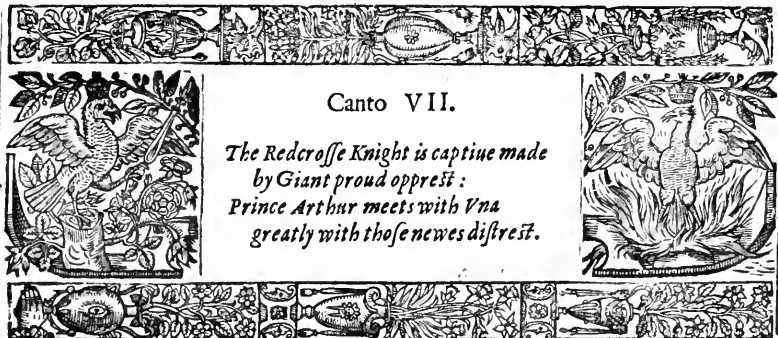 Canto VII.
The Redcroſſe Knight is captiue made
by Giant proud oppreſt :
Prince Arthur meets with Vna
greatly with thoſe newes diſtreſt.